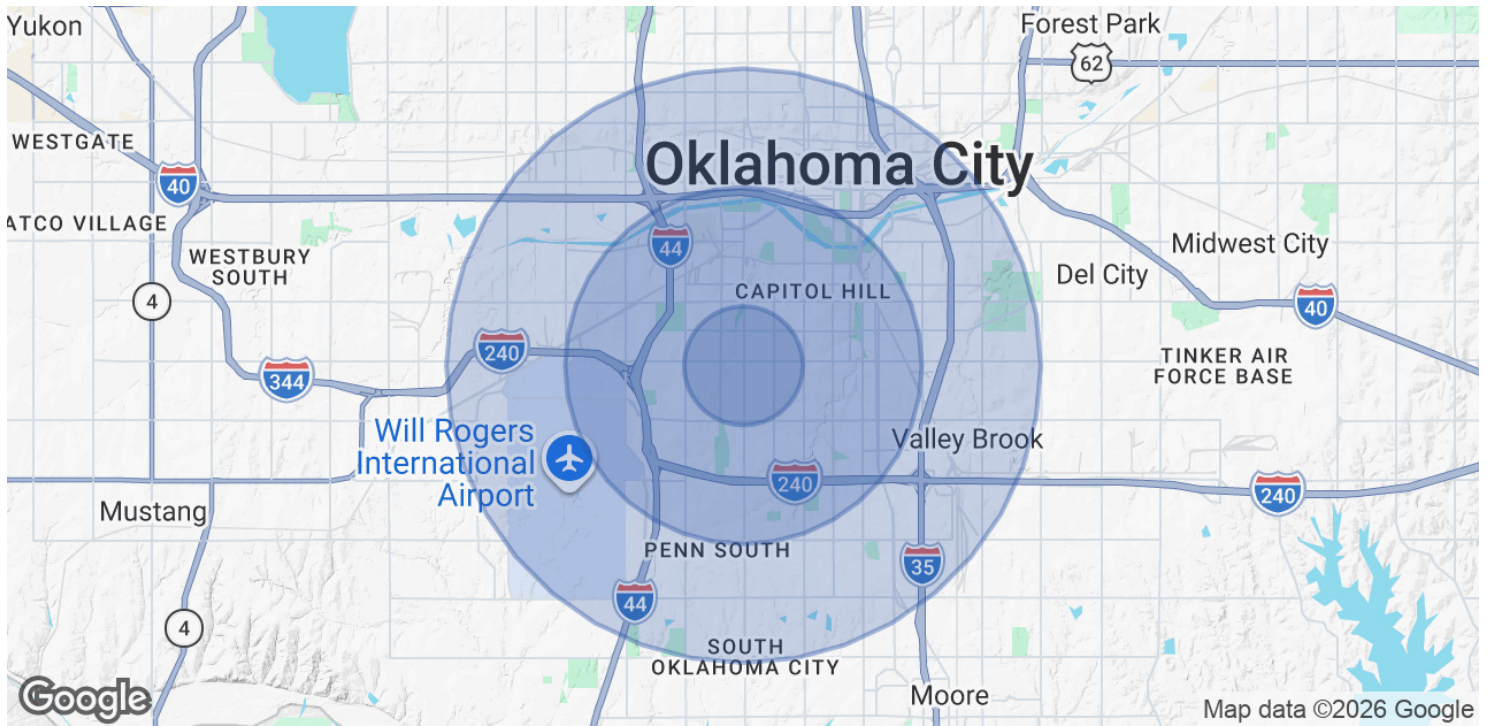 Yukon
Forest Park
62
WESTGATE
Oklahoma City
40
ATCO VILLAGE
44
Midwest City
WESTBURY
SOUTH
Del City
4
CAPITOL HILL
40
240
344
TINKER AIR
FORCE BASE
Will Rogers
International
Airport
Valley Brook
240
240
Mustang
PENN SOUTH
35
44
4
SOUTH
OKLAHOMA CITY
Moore
Google
Map data ©2026 Google